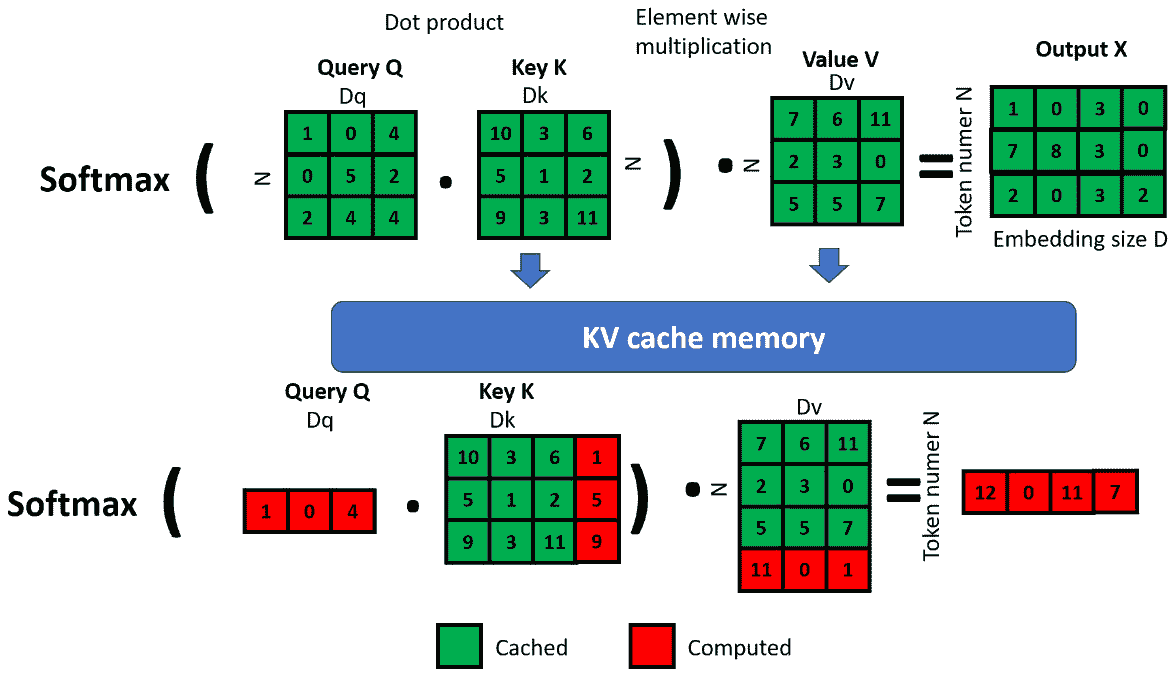 Dot product
Element wise
multiplication
Query Q
Dq
Key K
Dk
Value V
Dv
Output X
Softmax (
N
1 0 4
0 5 2
2 4 4
.
10 3 6
5 1 2
9 3 11
N
)
.
N
7 6 11
2 3 0
5 5 7
=
Token numer N
1 0 3 0
7 8 3 0
2 0 3 2
Embedding size D
KV cache memory
Query Q
Dq
Key K
Dk
Dv
Softmax (
1 0 4
.
10 3 6 1
5 1 2 5
9 3 11 9
)
.
N
7 6 11
2 3 0
5 5 7
11 0 1
=
Token numer N
12 0 11 7
Cached
Computed